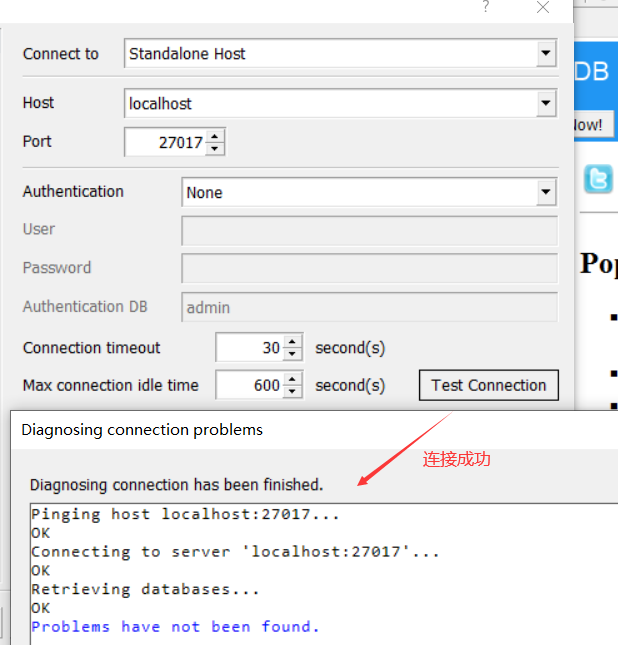 ?
Connect to
Standalone Host
DB
Host
localhost
Now!
Port
27017
Authentication
None
User
Password
Authentication DB
admin
Connection timeout
30
second(s)
Max connection idle time
600
second(s)
Test Connection
Diagnosing connection problems
连接成功
Diagnosing connection has been finished.
Pinging host localhost:27017...
OK
Connecting to server 'localhost:27017'...
OK
Retrieving databases...
OK
Problems have not been found.